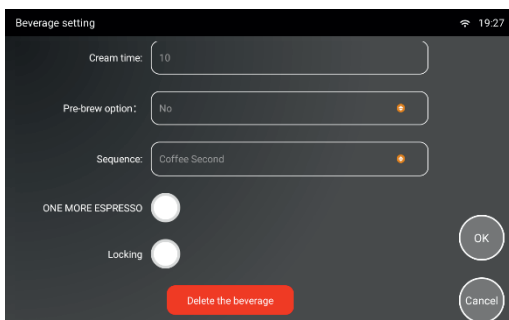 Beverage setting 19:27
Cream time: 10
Pre-brew option: No
Sequence: Coffee Second
ONE MORE ESPRESSO
Locking
OK
Delete the beverage
Cancel